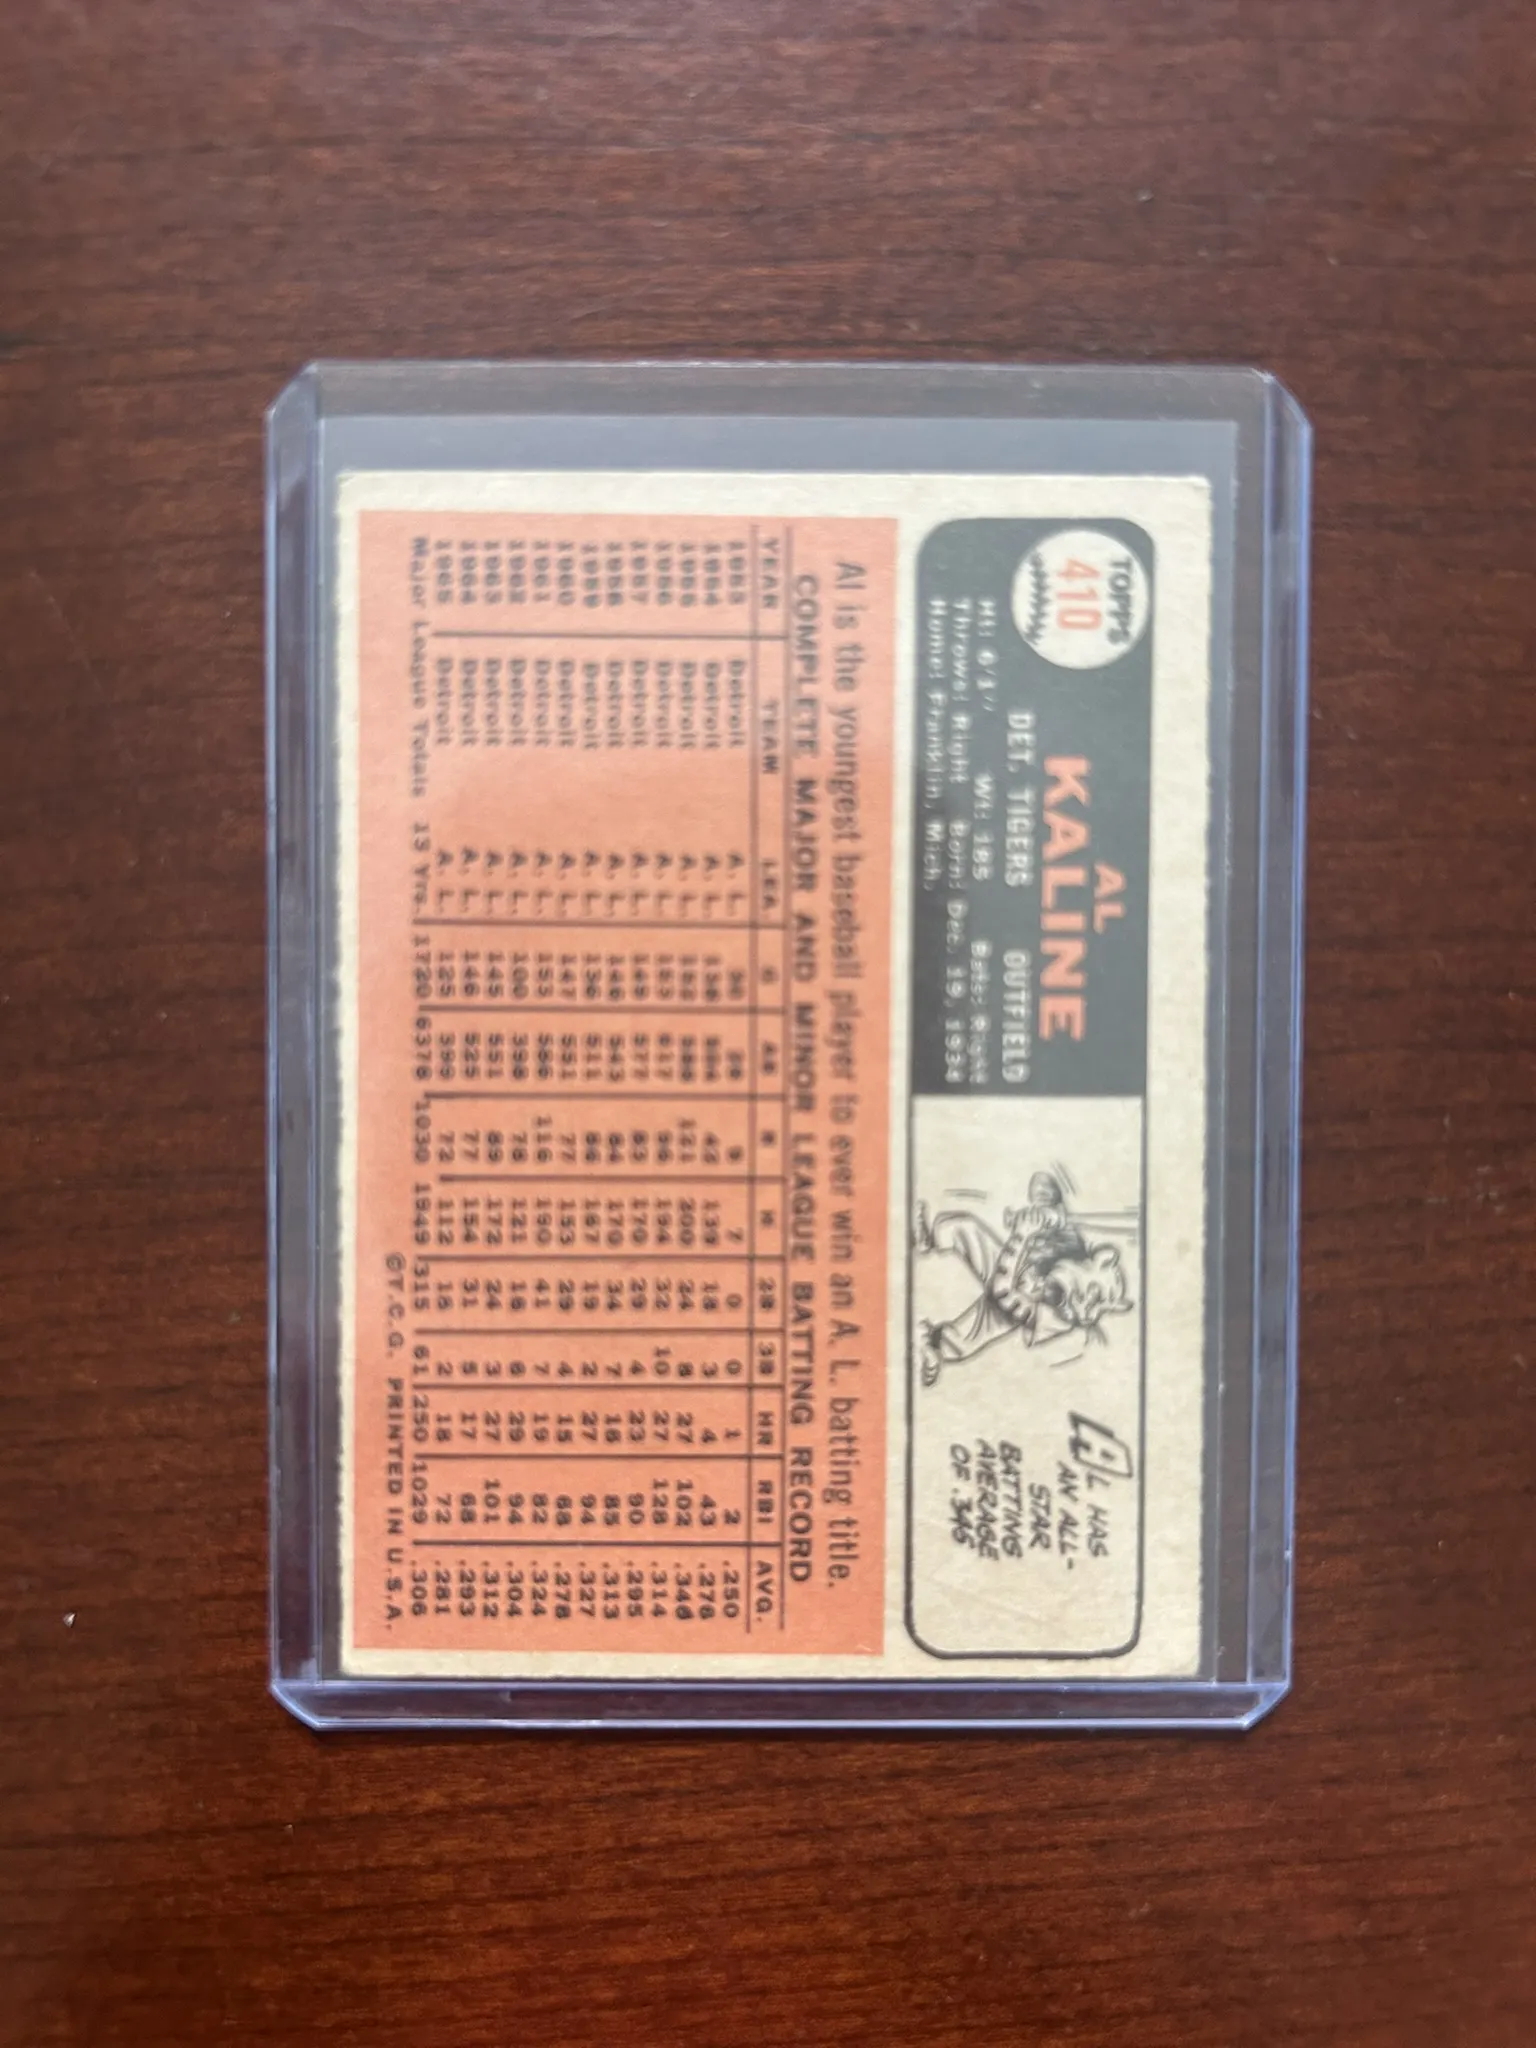 TOPPS
410
AL
KALINE
DET. TIGERS OUTFIELD
Ht: 6'1" Wt: 185 Bats: Right
Throws: Right Born: Dec. 19, 1934
Home: Franklin, Mich.
AL HAS
AN ALL-
STAR
BATTING
AVERAGE
OF .345
Al is the youngest baseball player to ever win an A. L. batting title.
COMPLETE MAJOR AND MINOR LEAGUE BATTING RECORD
YEAR TEAM LEA. G AB R H 2B 3B HR RBI AVG.
1953 Detroit A. L. 30 28 9 7 0 0 1 2 .250
1954 Detroit A. L. 138 504 42 139 18 3 4 43 .276
1955 Detroit A. L. 152 588 121 200 24 8 27 102 .340
1956 Detroit A. L. 153 617 96 194 32 10 27 128 .314
1957 Detroit A. L. 149 577 83 170 29 4 23 90 .295
1958 Detroit A. L. 146 543 84 170 34 7 16 85 .313
1959 Detroit A. L. 136 511 86 167 19 2 27 94 .327
1960 Detroit A. L. 147 551 77 153 29 4 15 68 .278
1961 Detroit A. L. 153 586 116 190 41 7 19 82 .324
1962 Detroit A. L. 100 398 78 121 16 6 29 94 .304
1963 Detroit A. L. 145 551 89 172 24 3 27 101 .312
1964 Detroit A. L. 146 525 77 154 31 5 17 68 .293
1965 Detroit A. L. 125 399 72 112 18 2 18 72 .281
Major League Totals 13 Yrs. 1720 6378 1030 1949 315 61 250 1029 .306
©T.C.G. PRINTED IN U.S.A.